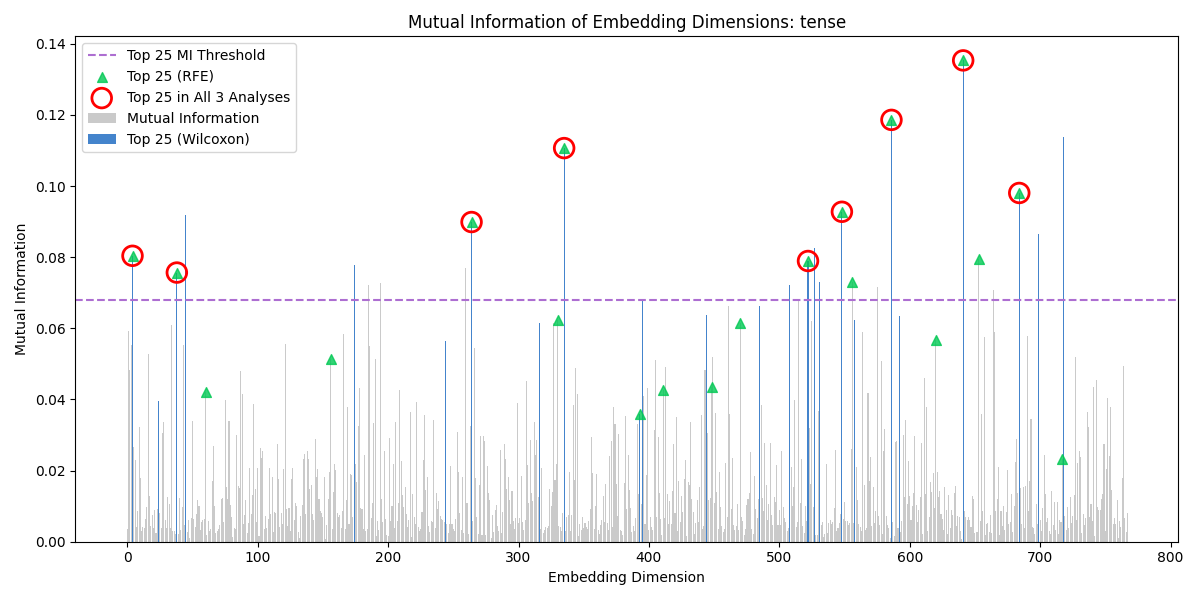 Mutual Information of Embedding Dimensions: tense
Top 25 MI Threshold
Top 25 (RFE)
Top 25 in All 3 Analyses
Mutual Information
Top 25 (Wilcoxon)
Mutual Information
0.14
0.12
0.10
0.08
0.06
0.04
0.02
0.00
0 100 200 300 400 500 600 700 800
Embedding Dimension